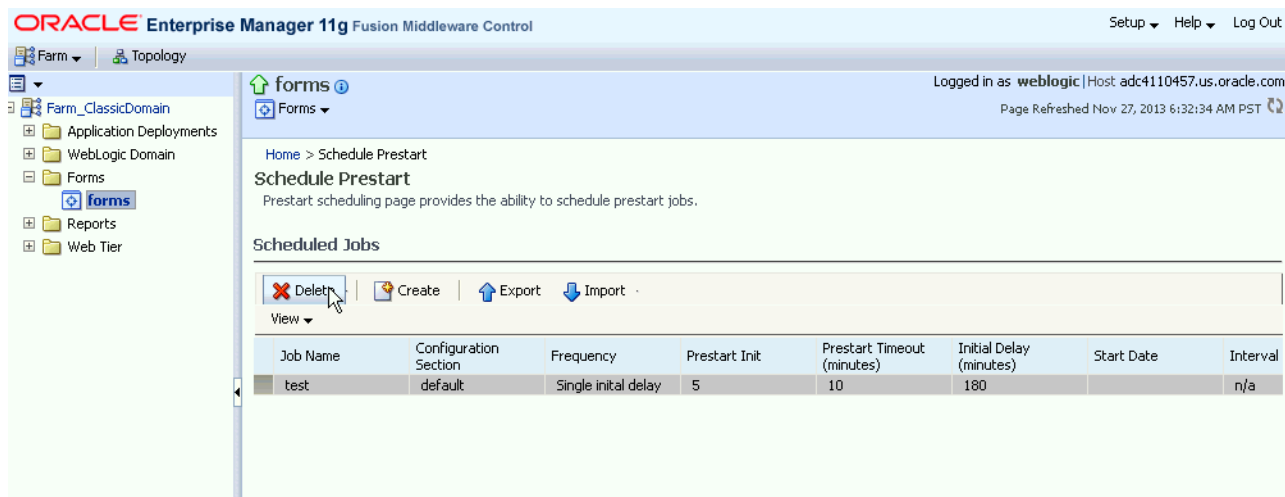 ORACLE Enterprise Manager 11g Fusion Middleware Control
Setup Help Log Out
Farm Topology
forms
Logged in as weblogic|Host adc4110457.us.oracle.com
Forms
Page Refreshed Nov 27, 2013 6:32:34 AM PST
Farm_ClassicDomain
Application Deployments
WebLogic Domain
Forms
forms
Reports
Web Tier
Home > Schedule Prestart
Schedule Prestart
Prestart scheduling page provides the ability to schedule prestart jobs.
Scheduled Jobs
Delete Create Export Import
View
Job Name Configuration Section Frequency Prestart Init Prestart Timeout (minutes) Initial Delay (minutes) Start Date Interval
test default Single inital delay 5 10 180 n/a